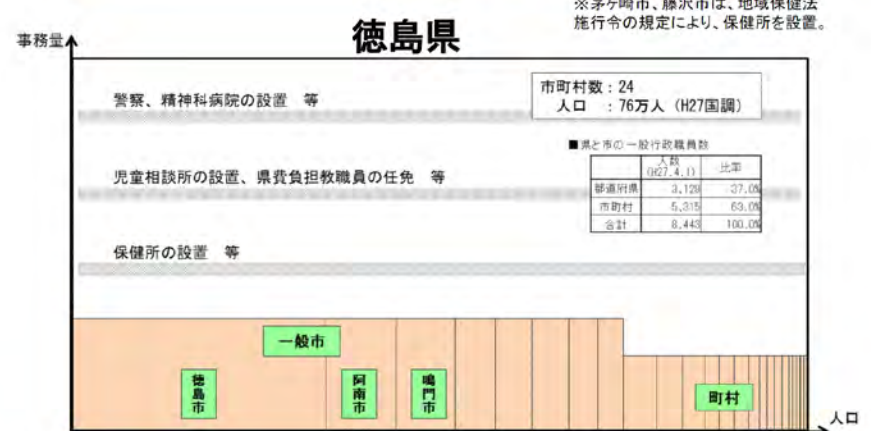 ※茅ケ崎市、藤沢市は、地域保健法
施行令の規定により、保健所を設置。
徳島県
事務量
市町村数：24
人口　：76万人（H27国調）
警察、精神科病院の設置　等
■県と市の一般行政職員数
人数
(H27.4.1)
比率
都道府県　3,129　37.0%
市町村　5,315　63.0%
合計　8,443　100.0%
児童相談所の設置、県費負担教職員の任免　等
保健所の設置　等
一般市
徳島市
阿南市
鳴門市
町村
人口